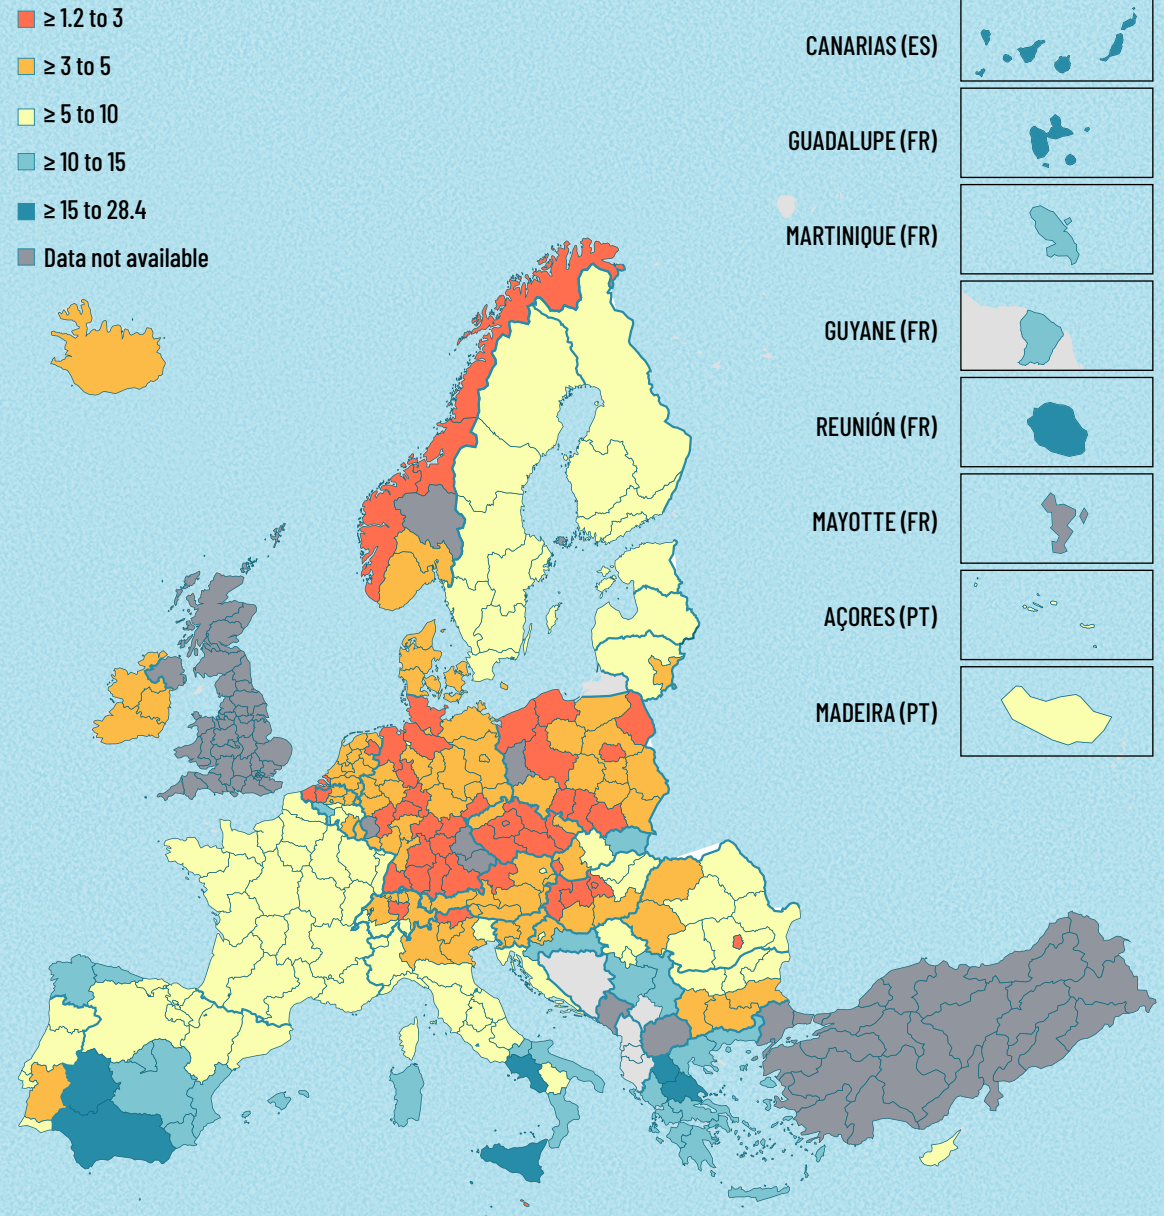 ≥ 1.2 to 3
≥ 3 to 5
≥ 5 to 10
≥ 10 to 15
≥ 15 to 28.4
Data not available
CANARIAS (ES)
GUADALUPE (FR)
MARTINIQUE (FR)
GUYANE (FR)
REUNIÓN (FR)
MAYOTTE (FR)
AÇORES (PT)
MADEIRA (PT)